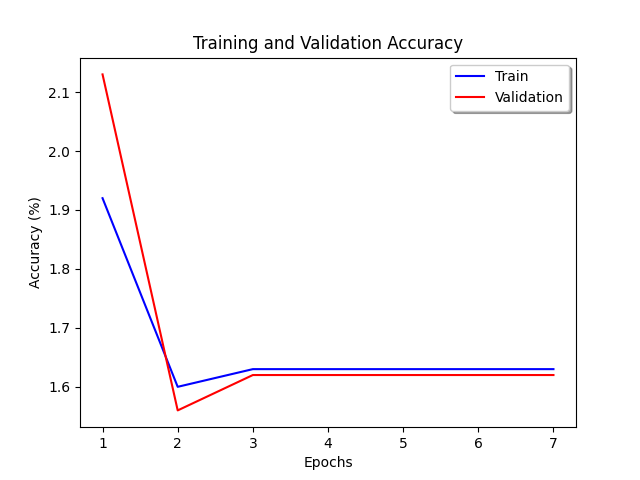 Training and Validation Accuracy
Train
Validation
Accuracy (%)
2.1
2.0
1.9
1.8
1.7
1.6
1 2 3 4 5 6 7
Epochs